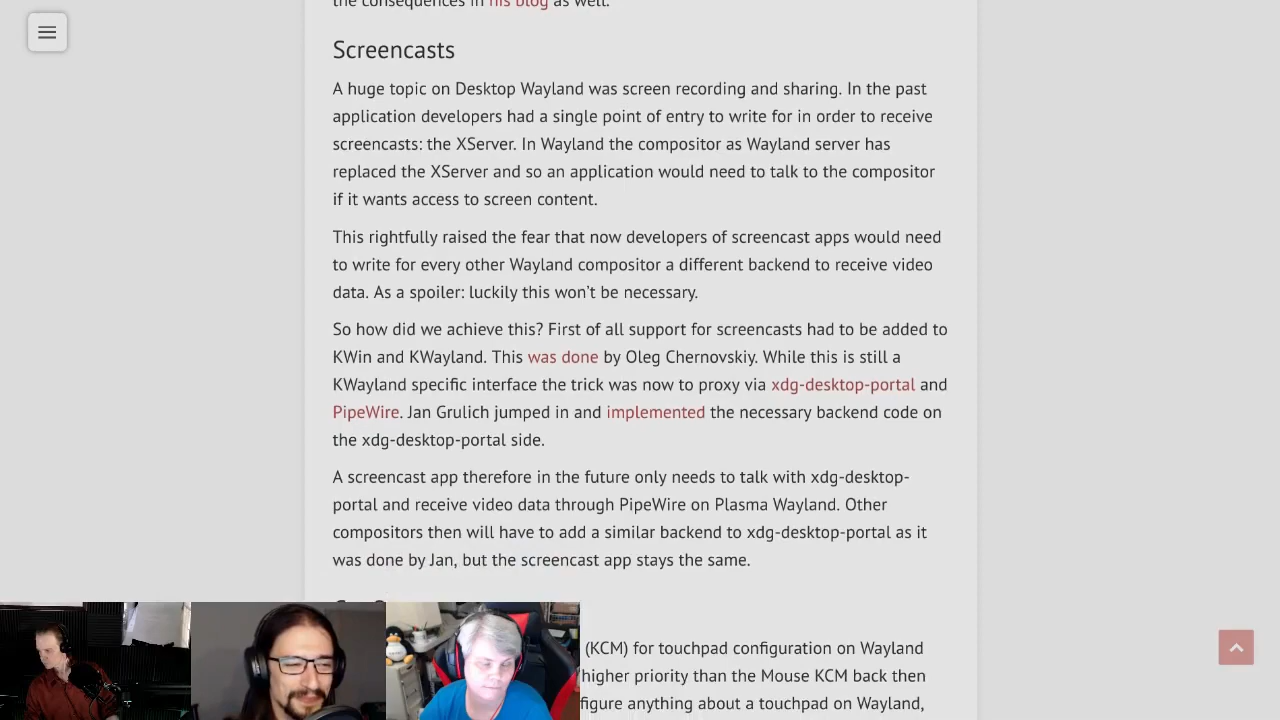 the consequences in his blog as well.
Screencasts
A huge topic on Desktop Wayland was screen recording and sharing. In the past
application developers had a single point of entry to write for in order to receive
screencasts: the XServer. In Wayland the compositor as Wayland server has
replaced the XServer and so an application would need to talk to the compositor
if it wants access to screen content.
This rightfully raised the fear that now developers of screencast apps would need
to write for every other Wayland compositor a different backend to receive video
data. As a spoiler: luckily this won’t be necessary.
So how did we achieve this? First of all support for screencasts had to be added to
KWin and KWayland. This was done by Oleg Chernovskiy. While this is still a
KWayland specific interface the trick was now to proxy via xdg-desktop-portal and
PipeWire. Jan Grulich jumped in and implemented the necessary backend code on
the xdg-desktop-portal side.
A screencast app therefore in the future only needs to talk with xdg-desktop-
portal and receive video data through PipeWire on Plasma Wayland. Other
compositors then will have to add a similar backend to xdg-desktop-portal as it
was done by Jan, but the screencast app stays the same.
(KCM) for touchpad configuration on Wayland
higher priority than the Mouse KCM back then
figure anything about a touchpad on Wayland,